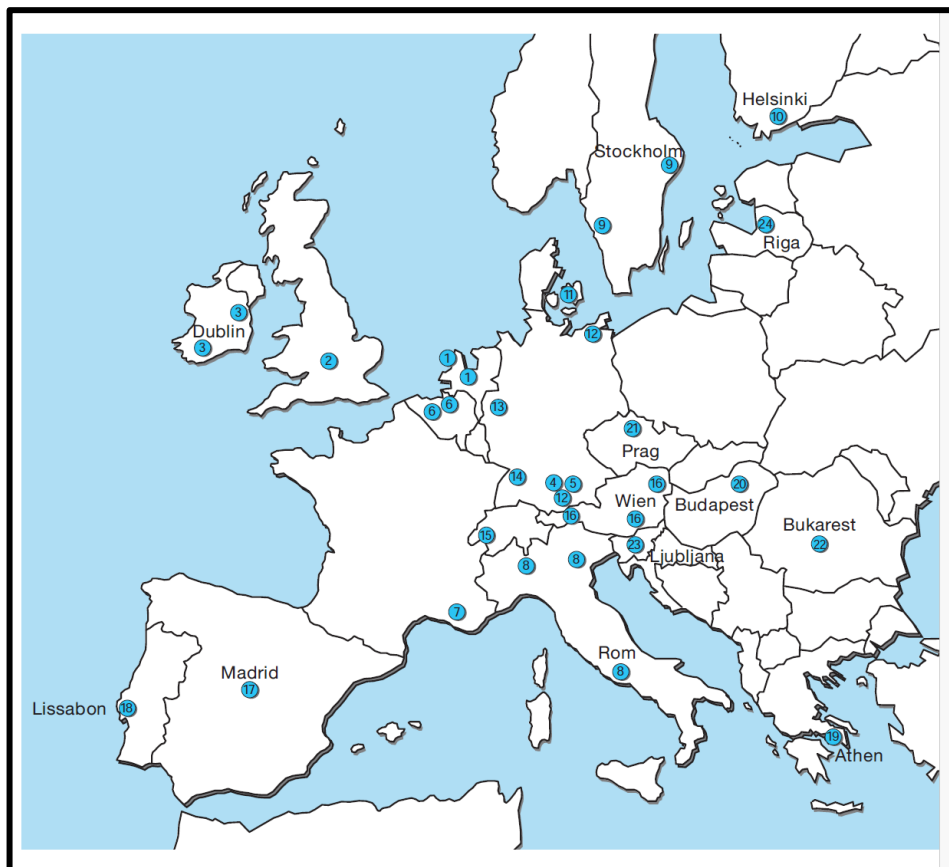 Helsinki
10
Stockholm
9
9
24
Riga
11
3
Dublin
3
12
1
2
1
6
6
13
21
Prag
14
4
5
16
20
12
Wien
Budapest
16
16
Bukarest
15
23
Ljubljana
22
8
8
7
Rom
8
Madrid
17
Lissabon
18
19
Athen